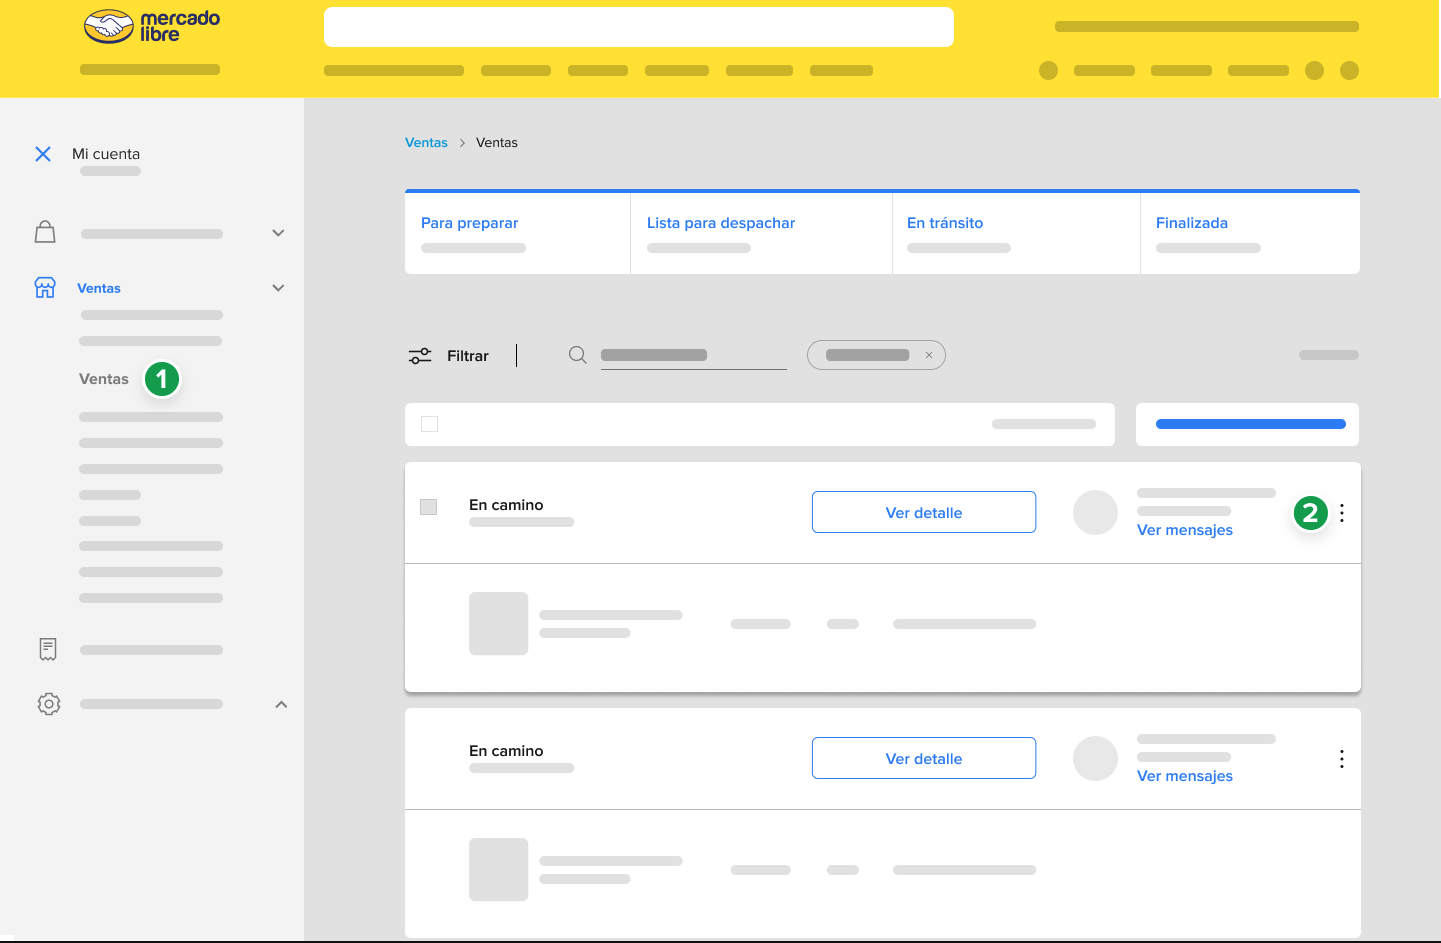 mercado
libre
Mi cuenta
Ventas > Ventas
Para preparar
Lista para despachar
En tránsito
Finalizada
Ventas
Filtrar
Ventas 1
En camino
Ver detalle
Ver mensajes
2
En camino
Ver detalle
Ver mensajes